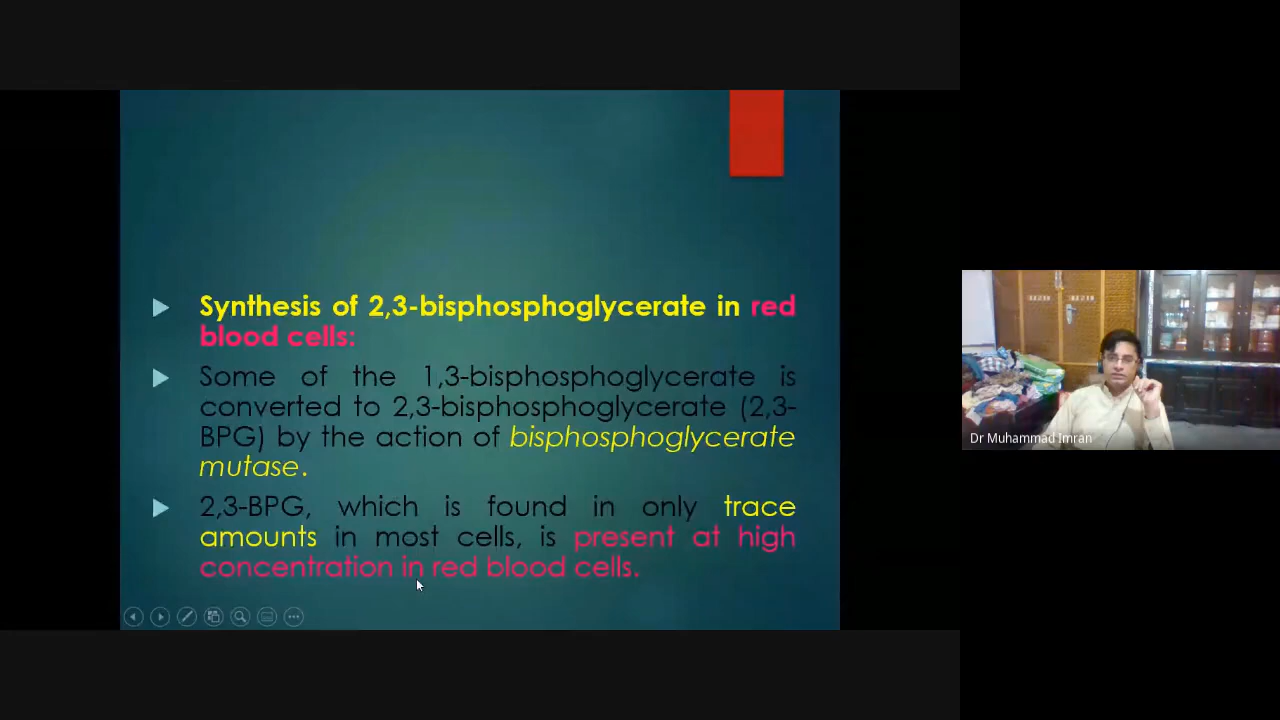 Synthesis of 2,3-bisphosphoglycerate in red
blood cells:
Some of the 1,3-bisphosphoglycerate is
converted to 2,3-bisphosphoglycerate (2,3-
BPG) by the action of bisphosphoglycerate
mutase.
2,3-BPG, which is found in only trace
amounts in most cells, is present at high
concentration in red blood cells.
Dr Muhammad Imran